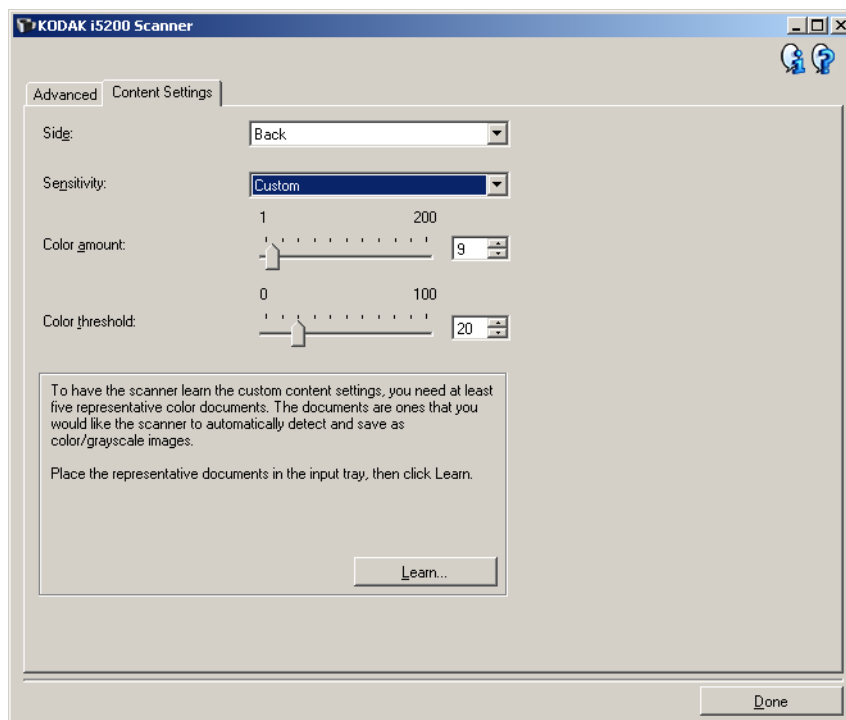 KODAK i5200 Scanner
Advanced
Content Settings
Side:
Back
Sensitivity:
Custom
1
200
Color amount:
9
0
100
Color threshold:
20
To have the scanner learn the custom content settings, you need at least
five representative color documents. The documents are ones that you
would like the scanner to automatically detect and save as
color/grayscale images.
Place the representative documents in the input tray, then click Learn.
Learn...
Done